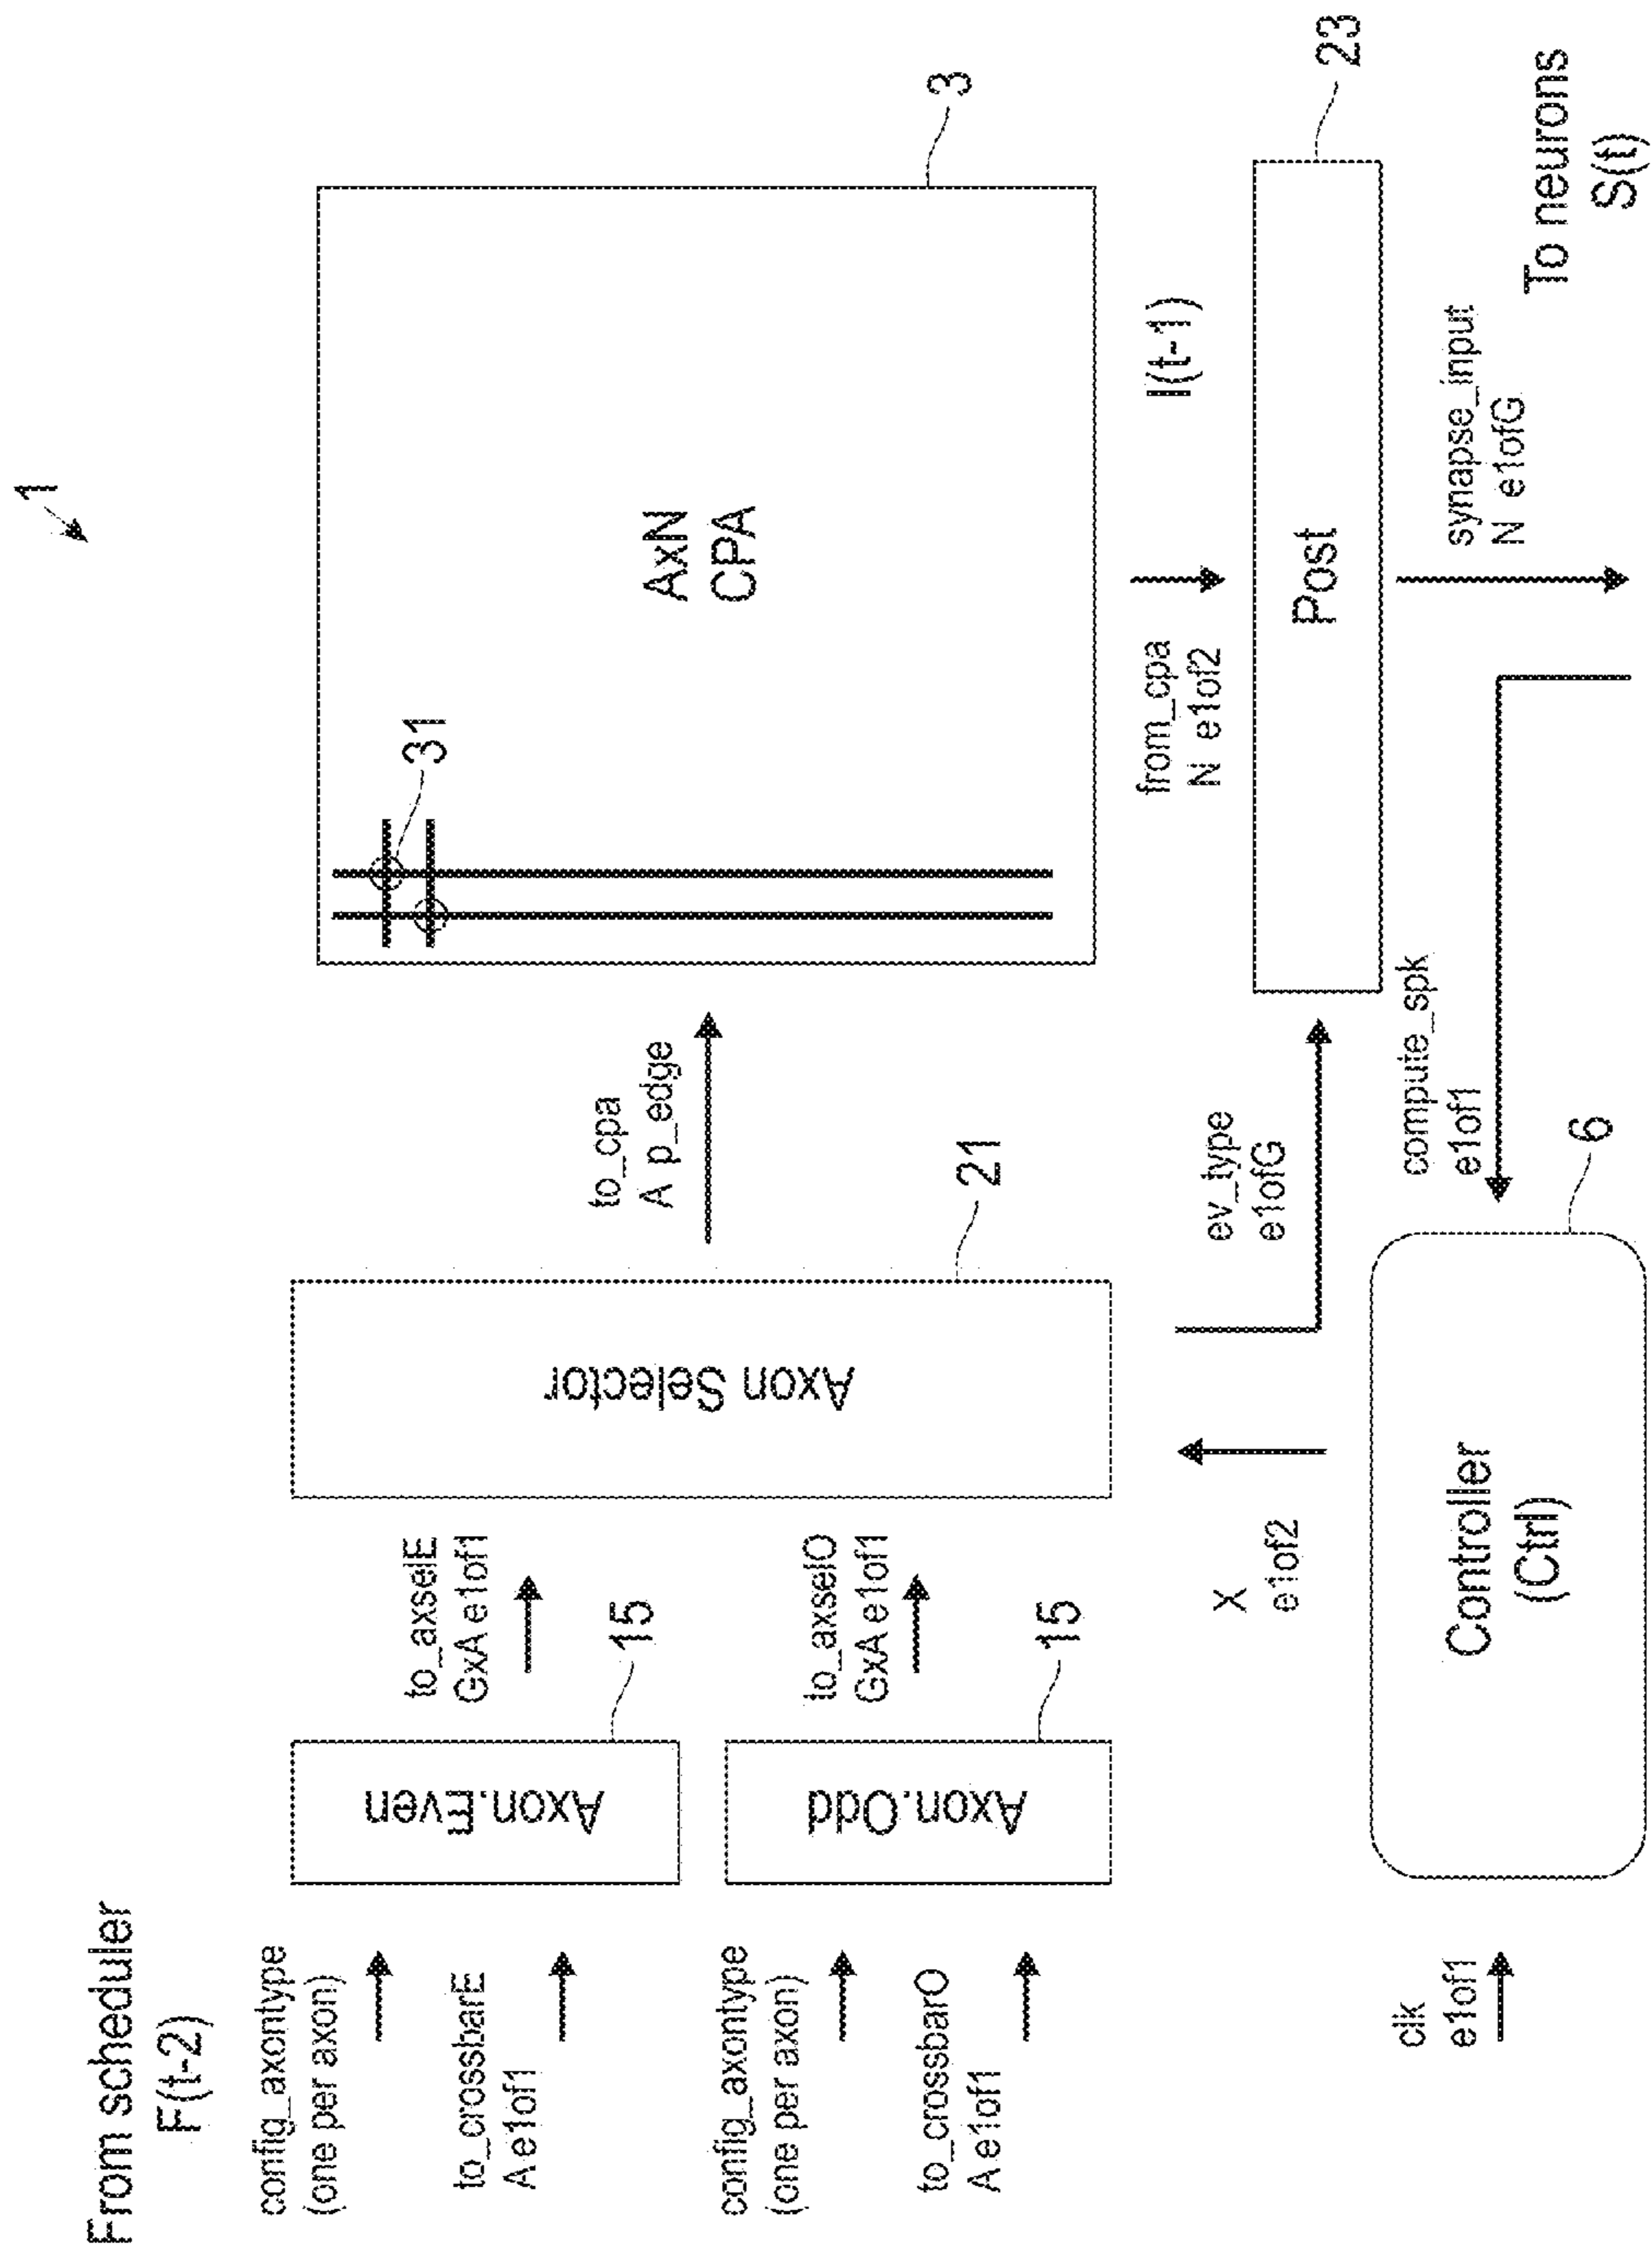 1
From scheduler
F(t-2)
config_axontype
(one per axon)
to_crossbarE
A e1of1
config_axontype
(one per axon)
to_crossbarO
A e1of1
clk
e1of1
Axon.Even
15
Axon.Odd
15
to_axselE
GxA e1of1
to_axselO
GxA e1of1
X
e1of2
Controller
(Ctrl)
6
Axon Selector
21
to_cpa
A p_edge
ev_type
e1ofG
compute_spk
e1of1
31
AxN
CPA
3
from_cpa
N e1of2
I(t-1)
Post
23
synapse_input
N e1ofG
To neurons
S(t)